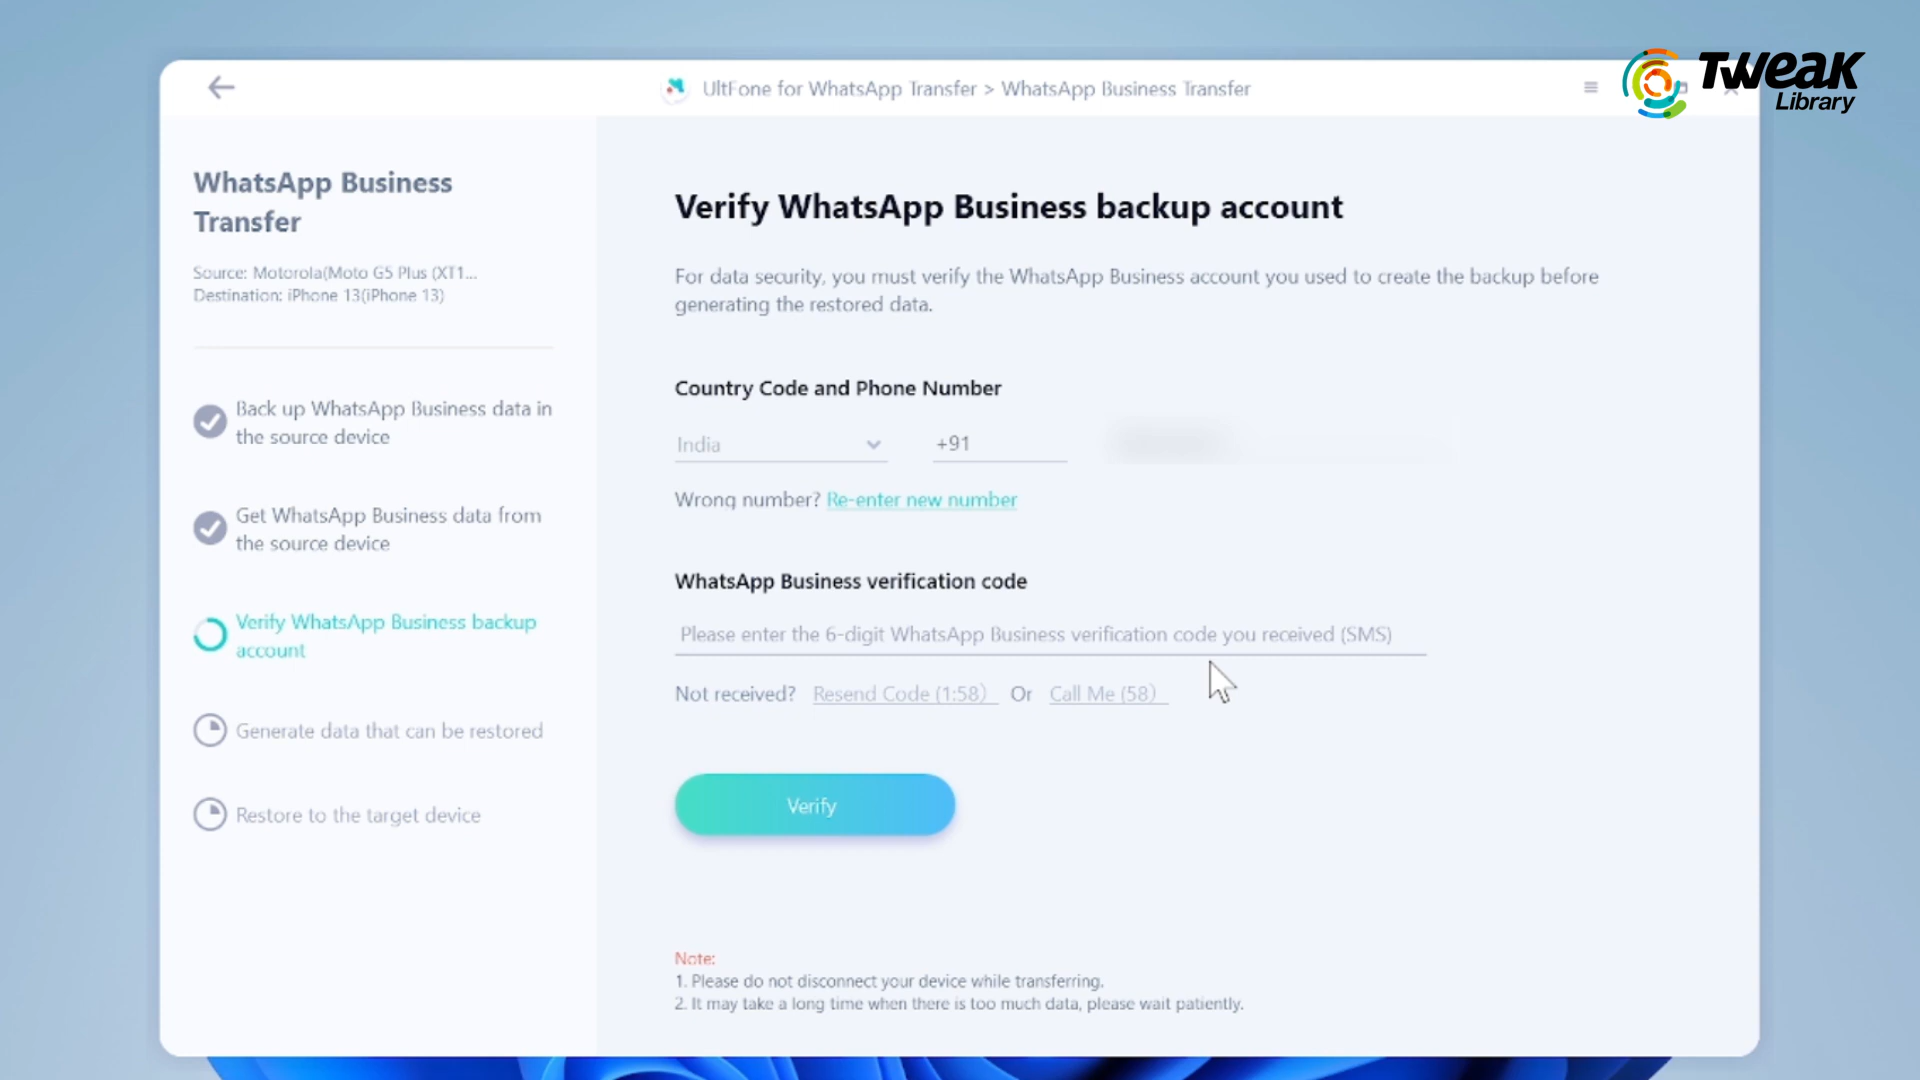 UltFone for WhatsApp Transfer > WhatsApp Business Transfer
TWEAK
Library
WhatsApp Business
Transfer
Source: Motorola(Moto G5 Plus (XT1...
Destination: iPhone 13(iPhone 13)
Back up WhatsApp Business data in
the source device
Get WhatsApp Business data from
the source device
Verify WhatsApp Business backup
account
Generate data that can be restored
Restore to the target device
Verify WhatsApp Business backup account
For data security, you must verify the WhatsApp Business account you used to create the backup before
generating the restored data.
Country Code and Phone Number
India +91
Wrong number? Re-enter new number
WhatsApp Business verification code
Please enter the 6-digit WhatsApp Business verification code you received (SMS)
Not received? Resend Code (1:58) Or Call Me (58)
Verify
Note:
1. Please do not disconnect your device while transferring.
2. It may take a long time when there is too much data, please wait patiently.